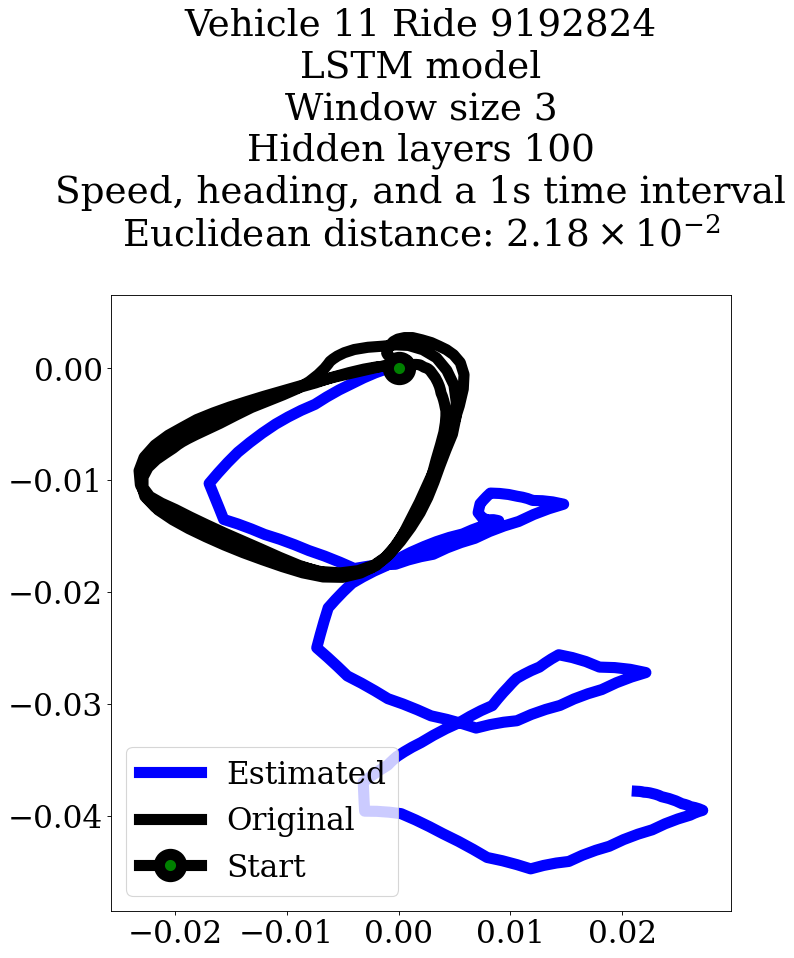 Vehicle 11 Ride 9192824
LSTM model
Window size 3
Hidden layers 100
Speed, heading, and a 1s time interval
Euclidean distance: 2.18 × 10⁻²
0.00
−0.01
−0.02
−0.03
−0.04
Estimated
Original
Start
−0.02 −0.01 0.00 0.01 0.02